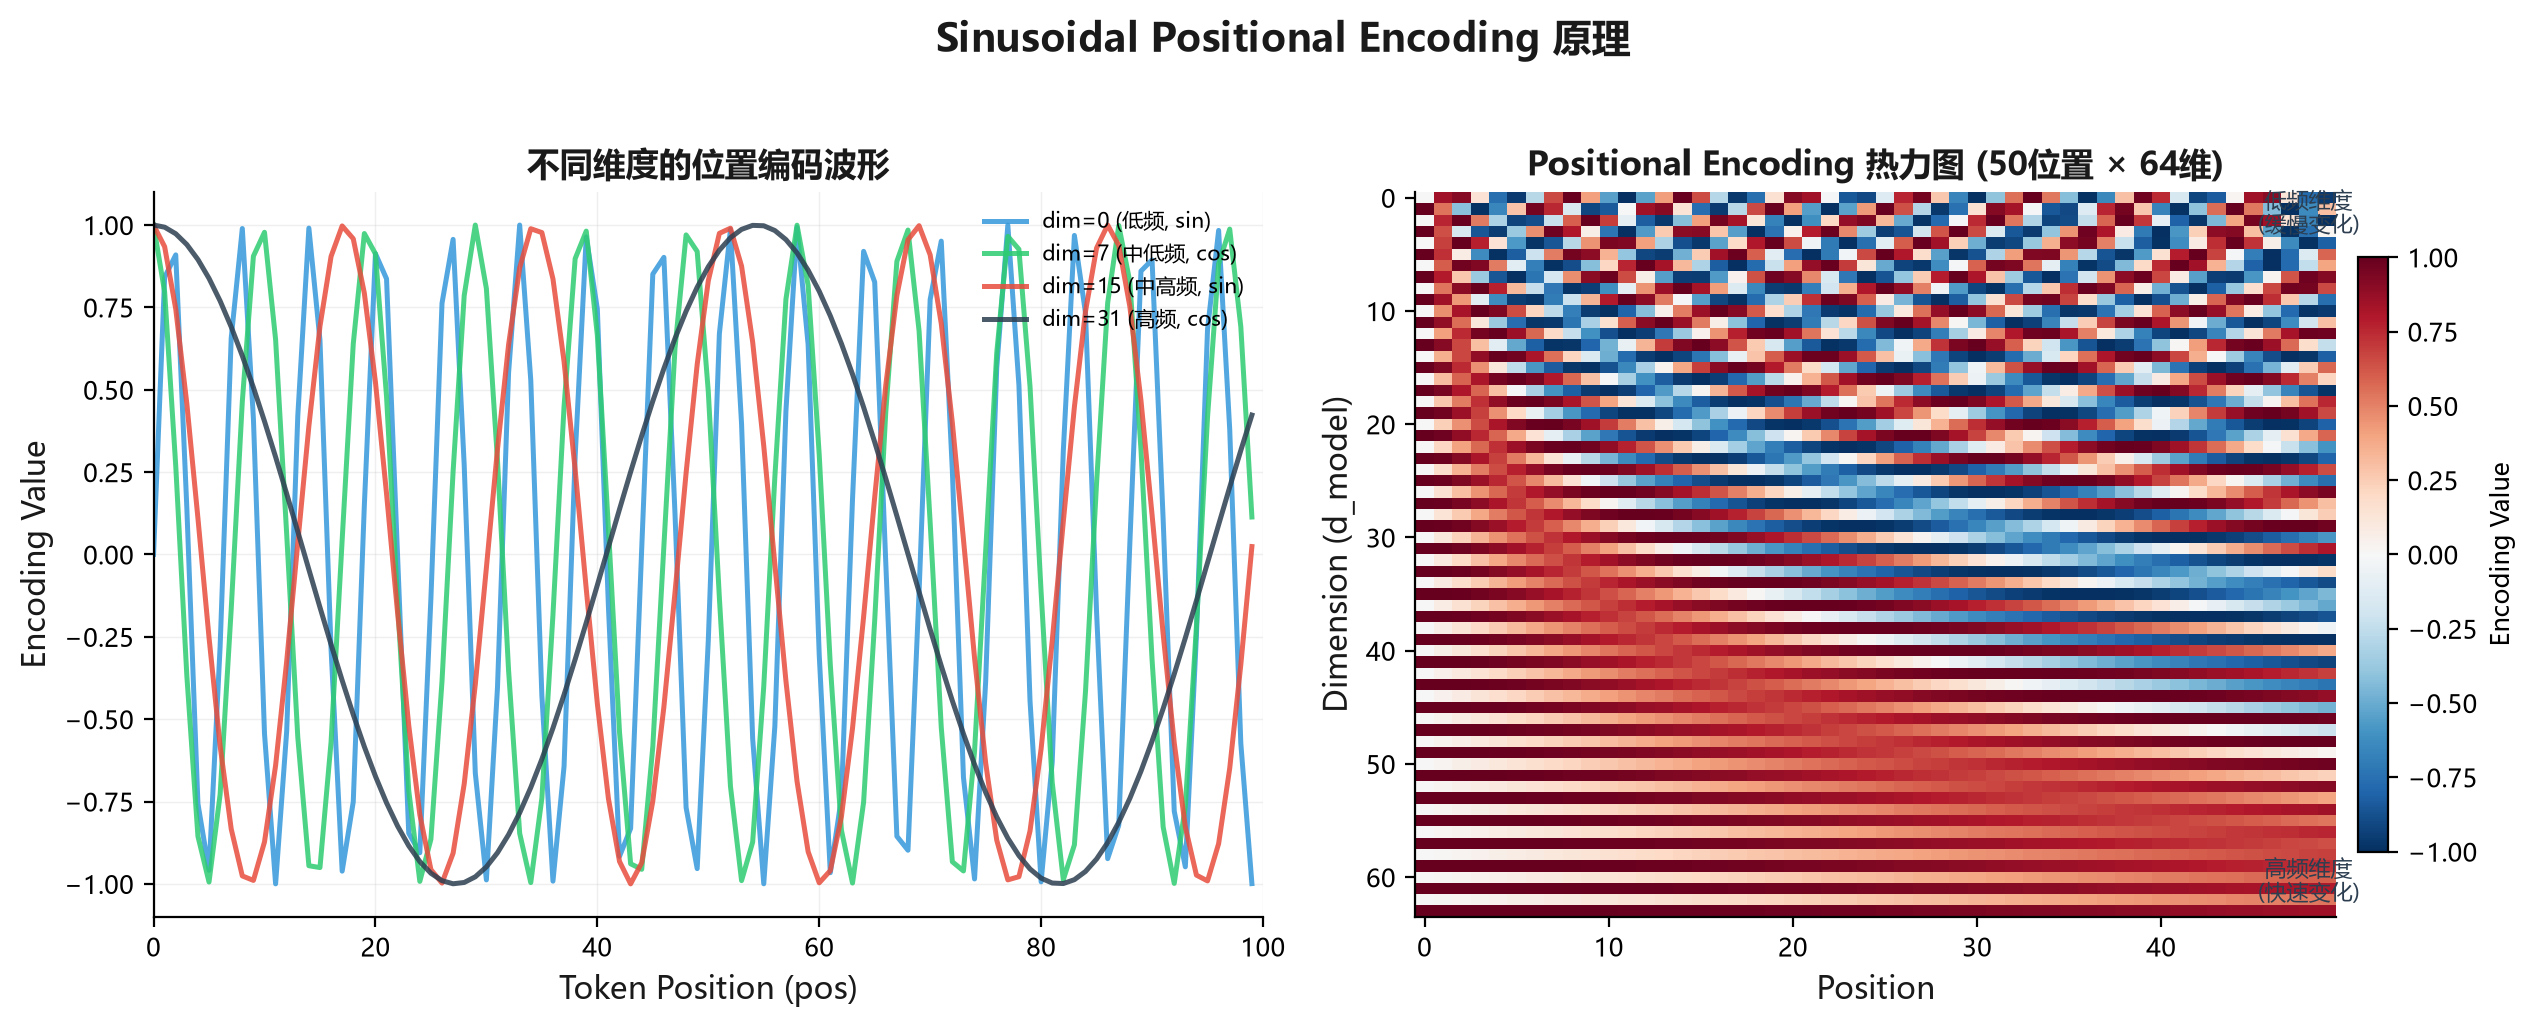 Sinusoidal Positional Encoding 原理
不同维度的位置编码波形
1.00
0.75
0.50
0.25
0.00
−0.25
−0.50
−0.75
−1.00
Encoding Value
0 20 40 60 80 100
Token Position (pos)
dim=0 (低频, sin)
dim=7 (中低频, cos)
dim=15 (中高频, sin)
dim=31 (高频, cos)
Positional Encoding 热力图 (50位置 × 64维)
0
10
20
30
40
50
60
Dimension (d_model)
低频维度
(缓慢变化)
高频维度
(快速变化)
0 10 20 30 40
Position
1.00
0.75
0.50
0.25
0.00
−0.25
−0.50
−0.75
−1.00
Encoding Value